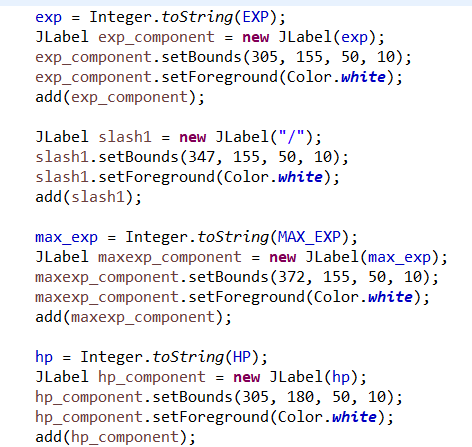 exp = Integer.toString(EXP);
JLabel exp_component = new JLabel(exp);
exp_component.setBounds(305, 155, 50, 10);
exp_component.setForeground(Color.white);
add(exp_component);
JLabel slash1 = new JLabel("/");
slash1.setBounds(347, 155, 50, 10);
slash1.setForeground(Color.white);
add(slash1);
max_exp = Integer.toString(MAX_EXP);
JLabel maxexp_component = new JLabel(max_exp);
maxexp_component.setBounds(372, 155, 50, 10);
maxexp_component.setForeground(Color.white);
add(maxexp_component);
hp = Integer.toString(HP);
JLabel hp_component = new JLabel(hp);
hp_component.setBounds(305, 180, 50, 10);
hp_component.setForeground(Color.white);
add(hp_component);